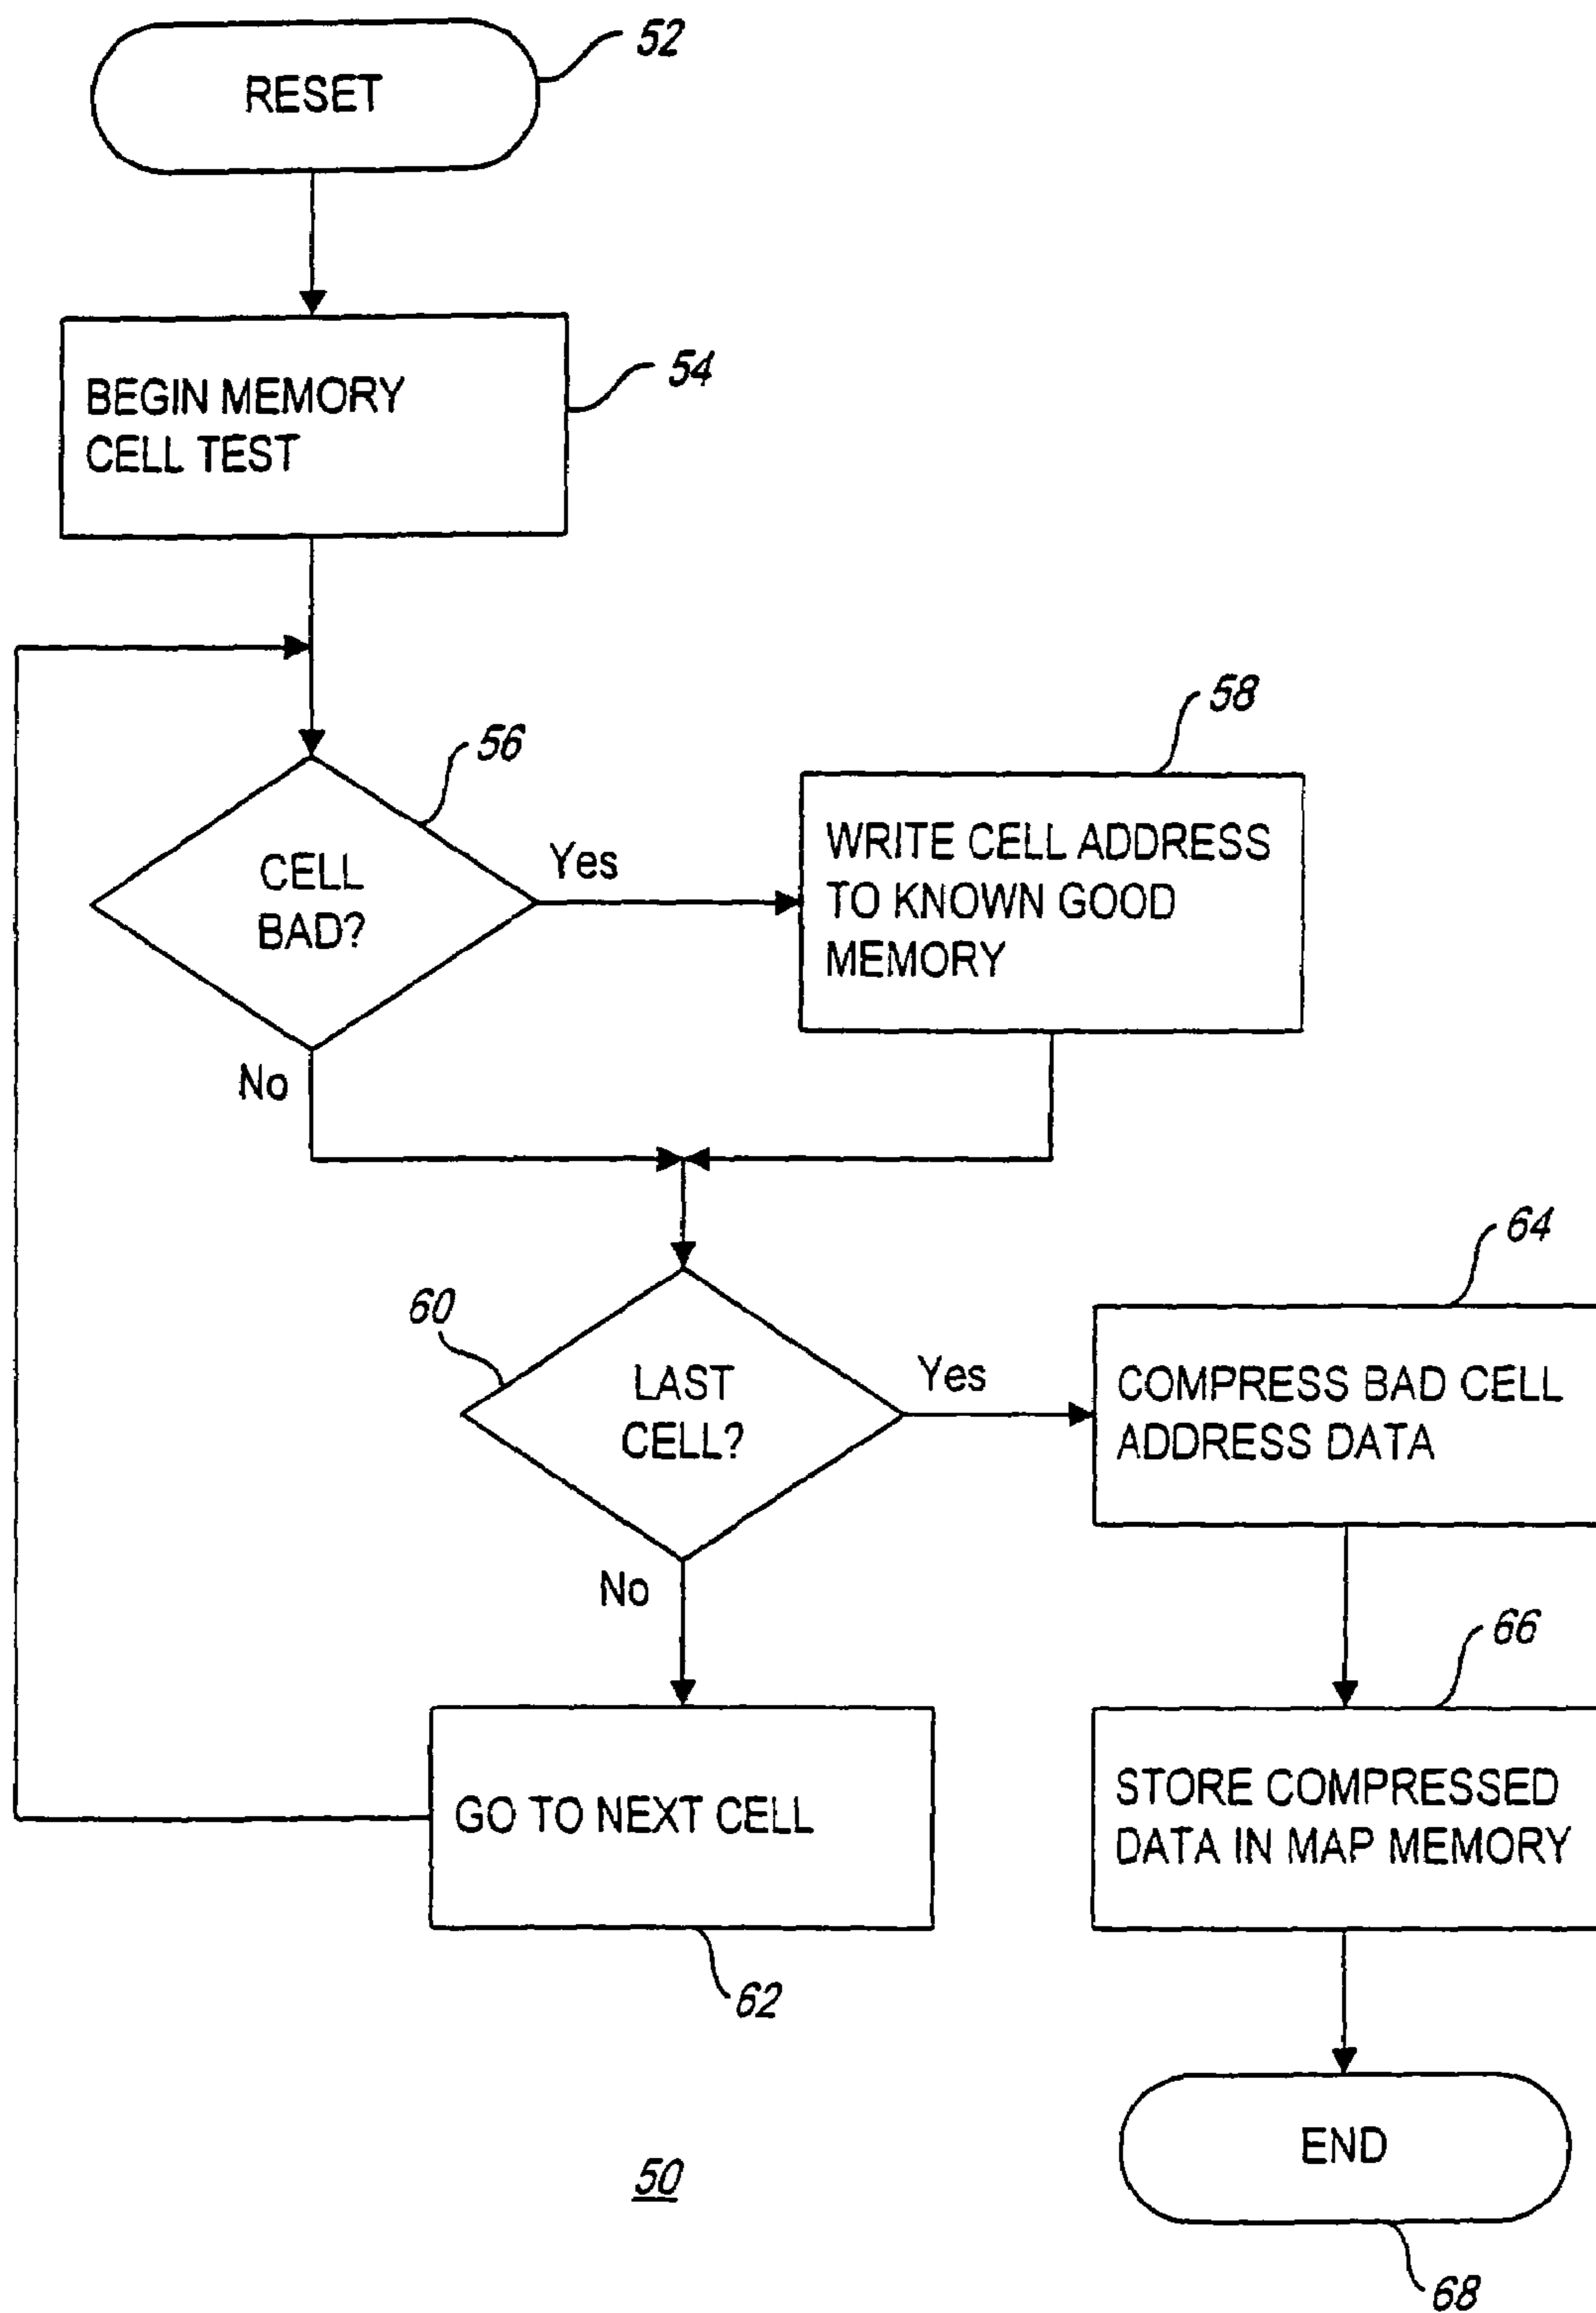 52
RESET
54
BEGIN MEMORY
CELL TEST
56
CELL
BAD?
Yes
No
58
WRITE CELL ADDRESS
TO KNOWN GOOD
MEMORY
60
LAST
CELL?
Yes
No
64
COMPRESS BAD CELL
ADDRESS DATA
66
STORE COMPRESSED
DATA IN MAP MEMORY
GO TO NEXT CELL
62
END
68
50